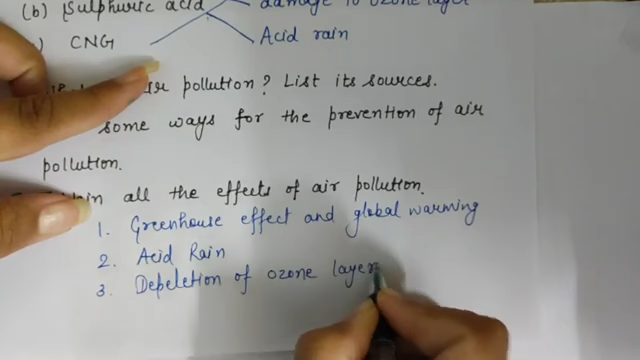 (b) Sulphuric acid damage to ozone layer
) CNG Acid rain
air pollution? List its sources.
some ways for the prevention of air
pollution.
all the effects of air pollution.
1. Greenhouse effect and global warming
2. Acid Rain
3. Depeletion of ozone layer